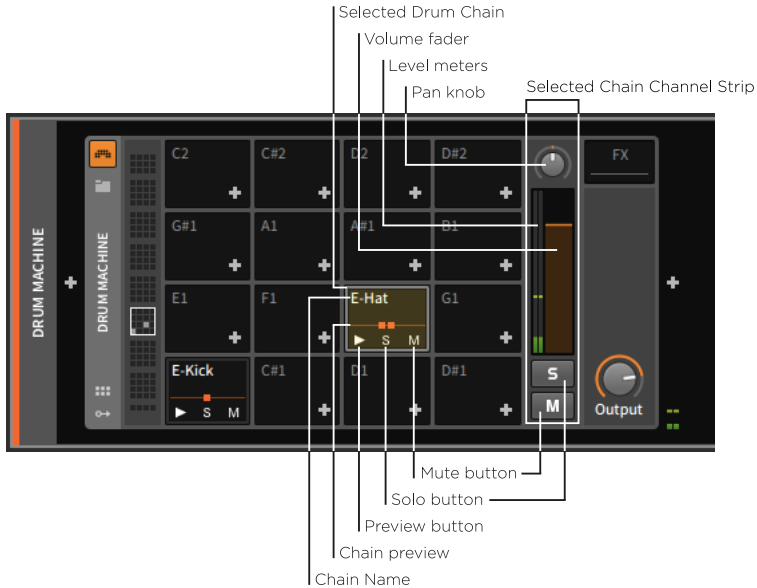 Selected Drum Chain
Volume fader
Level meters
Pan knob
Selected Chain Channel Strip
DRUM MACHINE
DRUM MACHINE
C2
C#2
D2
D#2
FX
G#1
A1
A#1
B1
E1
F1
E-Hat
G1
S M
E-Kick
C#1
D1
D#1
S
S M
M
Output
Mute button
Solo button
Preview button
Chain preview
Chain Name